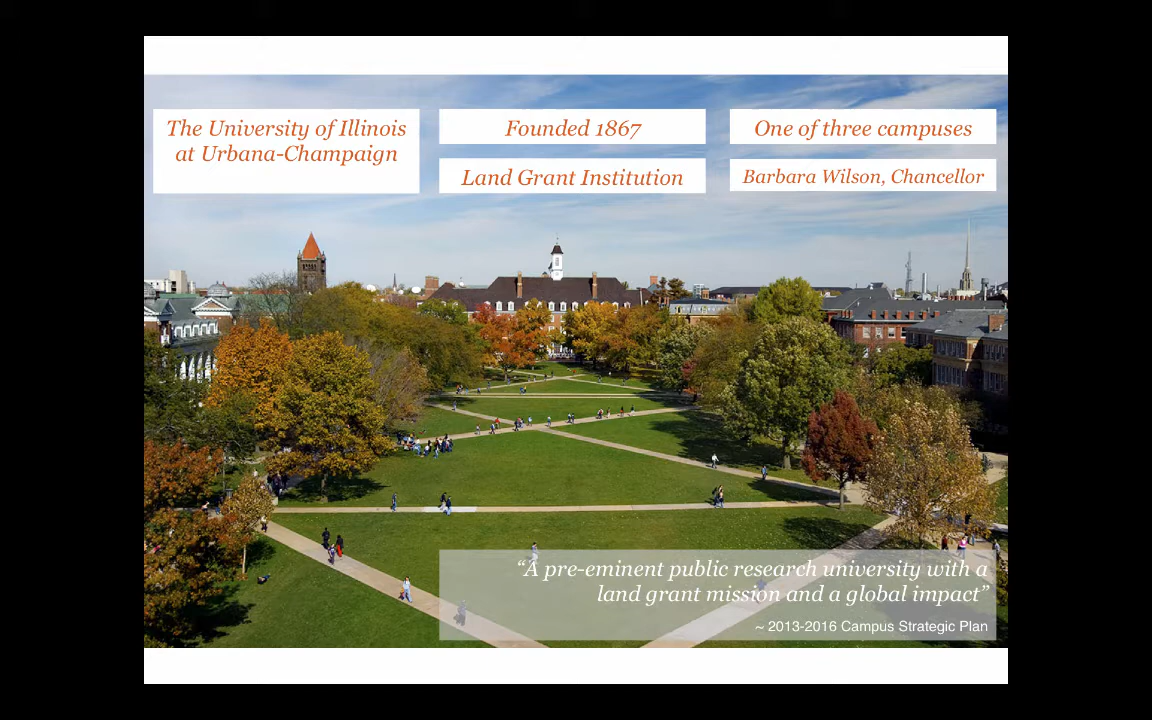 The University of Illinois
at Urbana-Champaign
Founded 1867
Land Grant Institution
One of three campuses
Barbara Wilson, Chancellor
“A pre-eminent public research university with a
land grant mission and a global impact”
~ 2013-2016 Campus Strategic Plan